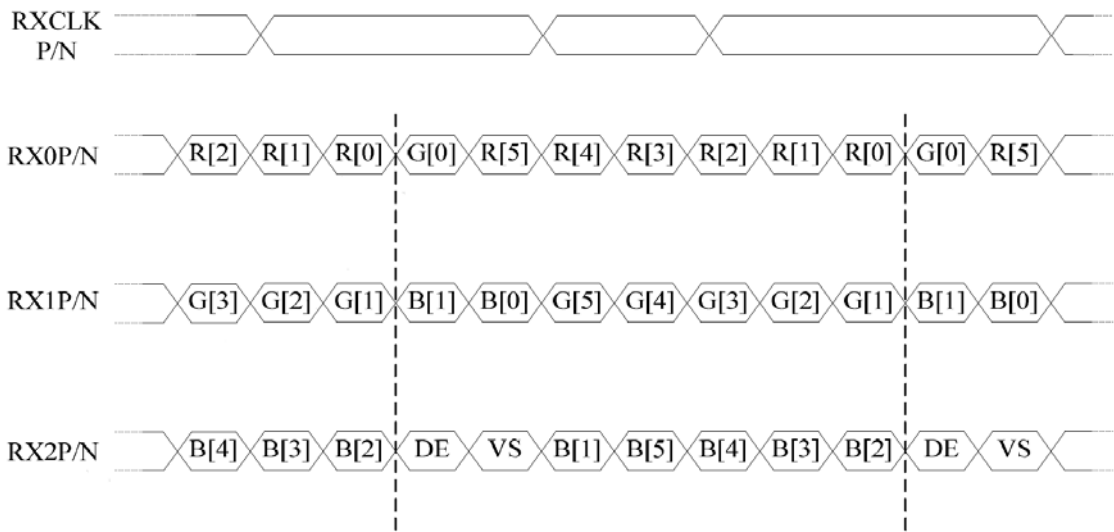 RXCLK
P/N
RX0P/N R[2] R[1] R[0] G[0] R[5] R[4] R[3] R[2] R[1] R[0] G[0] R[5]
RX1P/N G[3] G[2] G[1] B[1] B[0] G[5] G[4] G[3] G[2] G[1] B[1] B[0]
RX2P/N B[4] B[3] B[2] DE VS B[1] B[5] B[4] B[3] B[2] DE VS